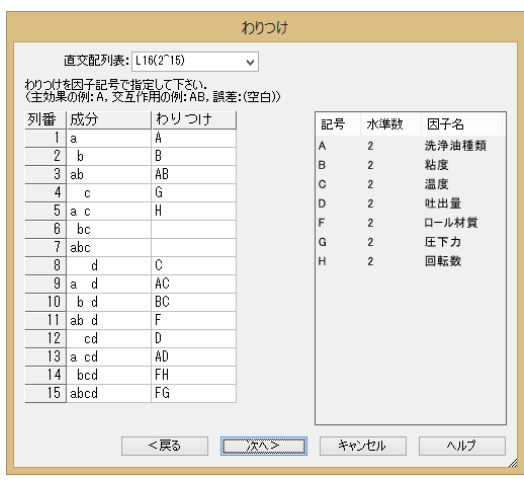 わりつけ
直交配列表: L16(2^15)
わりつけを因子記号で指定して下さい.
(主効果の例: A, 交互作用の例: AB, 誤差:(空白))
列番 成分 わりつけ
1 a A
2 b B
3 ab AB
4 c G
5 a c H
6 bc
7 abc
8 d C
9 a d AC
10 b d BC
11 ab d F
12 cd D
13 a cd AD
14 bcd FH
15 abcd FG
記号 水準数 因子名
A 2 洗浄油種類
B 2 粘度
C 2 温度
D 2 吐出量
F 2 ロール材質
G 2 圧下力
H 2 回転数
<戻る 次へ> キャンセル ヘルプ